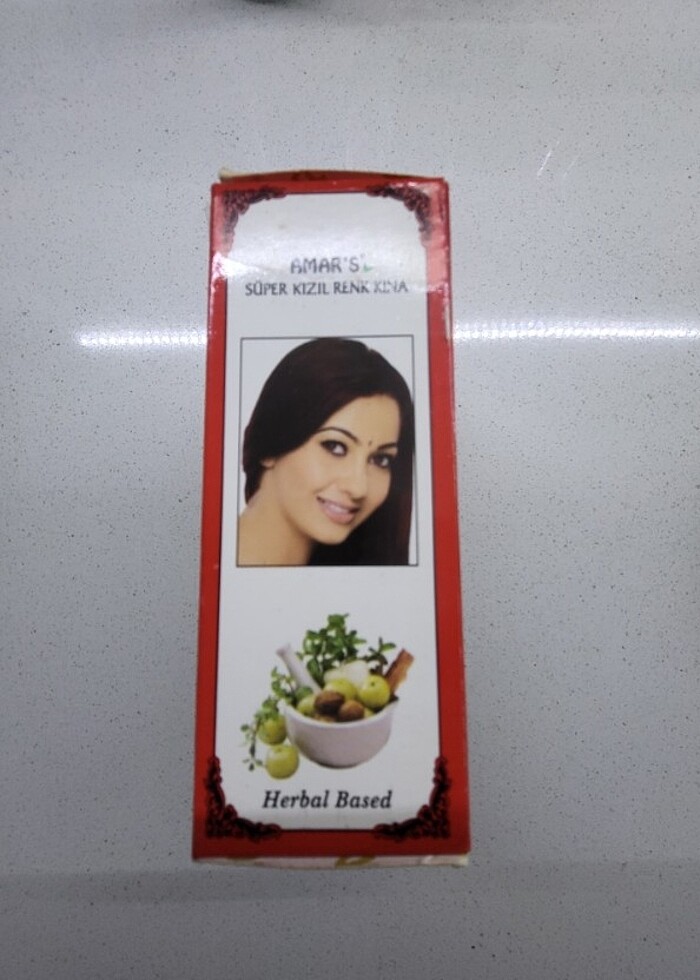 AMAR'S
SÜPER KIZIL RENK KINA
Herbal Based